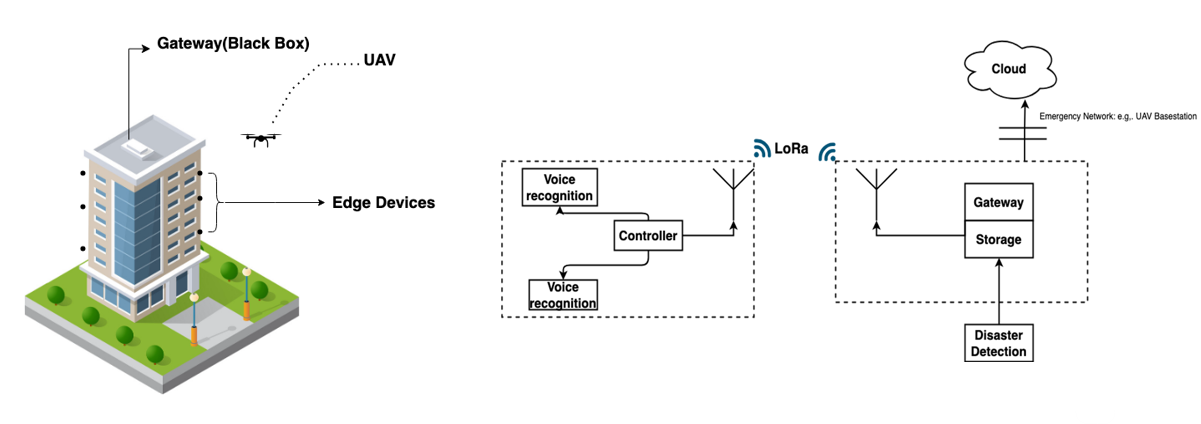 Gateway(Black Box)
UAV
Edge Devices
Voice
recognition
Controller
Voice
recognition
LoRa
Cloud
Emergency Network: e.g,. UAV Basestation
Gateway
Storage
Disaster
Detection